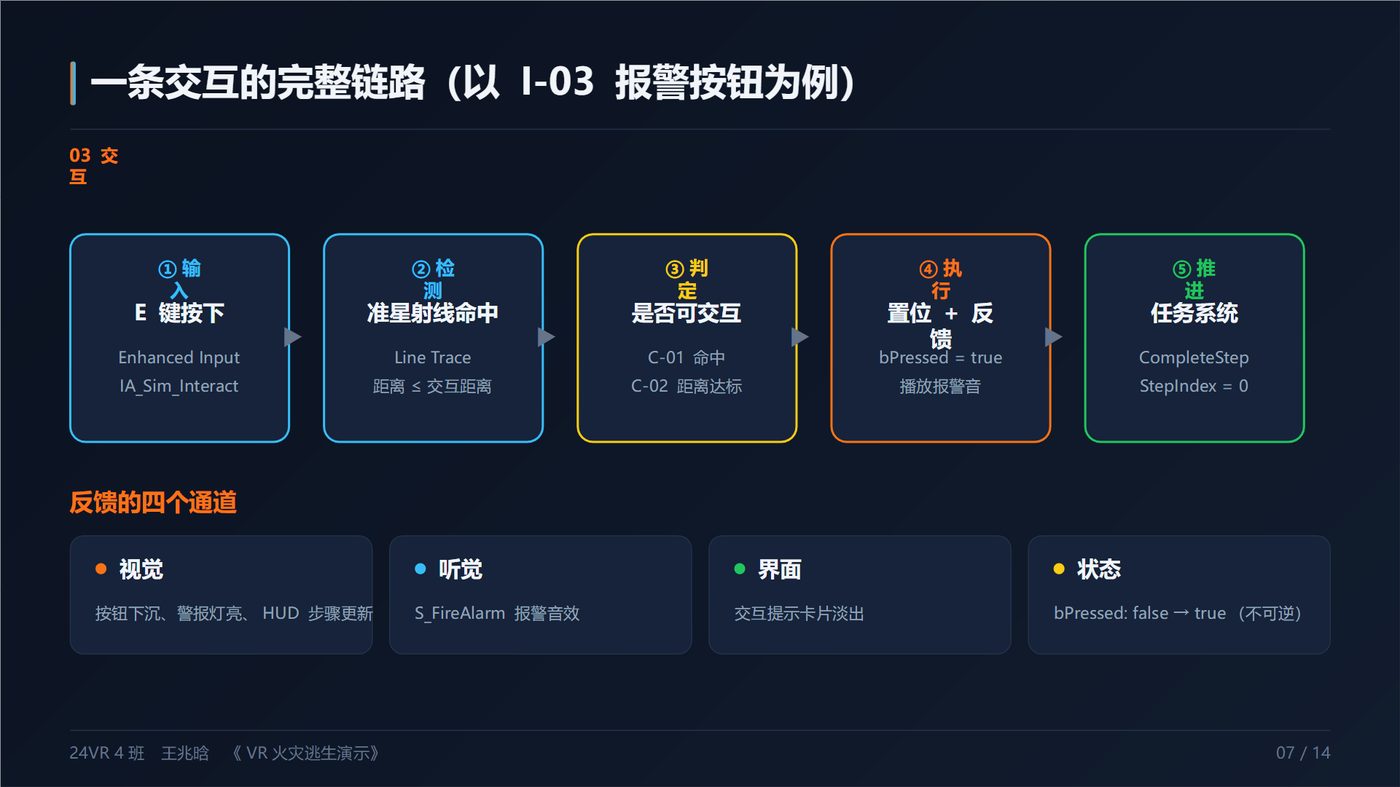 一条交互的完整链路（以 I-03 报警按钮为例）
03 交
互
① 输
入
E 键按下
Enhanced Input
IA_Sim_Interact
② 检
测
准星射线命中
Line Trace
距离 ≤ 交互距离
③ 判
定
是否可交互
C-01 命中
C-02 距离达标
④ 执
行
置位 + 反
馈
bPressed = true
播放报警音
⑤ 推
进
任务系统
CompleteStep
StepIndex = 0
反馈的四个通道
视觉
按钮下沉、警报灯亮、 HUD 步骤更新
听觉
S_FireAlarm 报警音效
界面
交互提示卡片淡出
状态
bPressed: false → true （不可逆）
24VR 4 班 王兆晗 《 VR 火灾逃生演示》
07 / 14